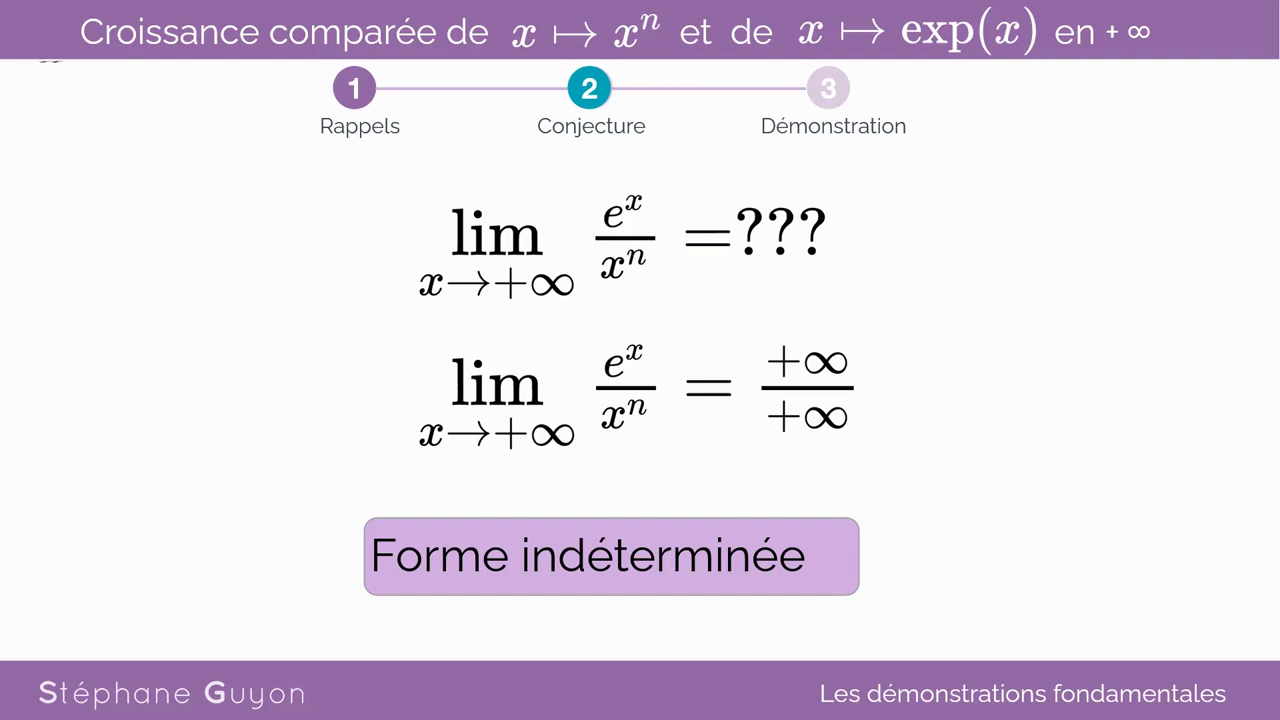 Croissance comparée de x ↦ xⁿ et de x ↦ exp(x) en + ∞
1 2 3
Rappels Conjecture Démonstration
lim x→+∞ eˣ/xⁿ =???
lim x→+∞ eˣ/xⁿ = +∞/+∞
Forme indéterminée
Stéphane Guyon Les démonstrations fondamentales